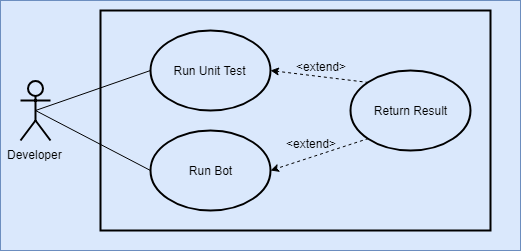 Run Unit Test
<extend>
Return Result
<extend>
Developer
Run Bot